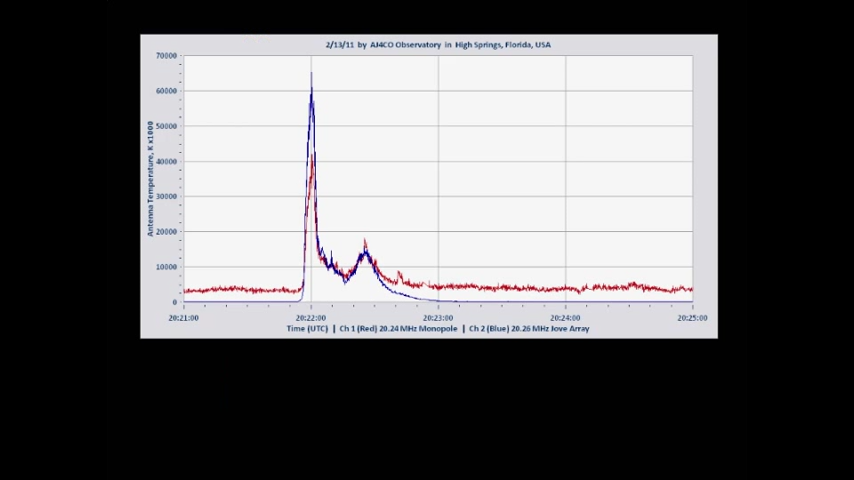 2/13/11 by AJ4CO Observatory in High Springs, Florida, USA
70000
60000
50000
40000
30000
20000
10000
0
Antenna Temperature, K x1000
20:21:00 20:22:00 20:23:00 20:24:00 20:25:00
Time (UTC) | Ch 1 (Red) 20.24 MHz Monopole | Ch 2 (Blue) 20.26 MHz Jove Array